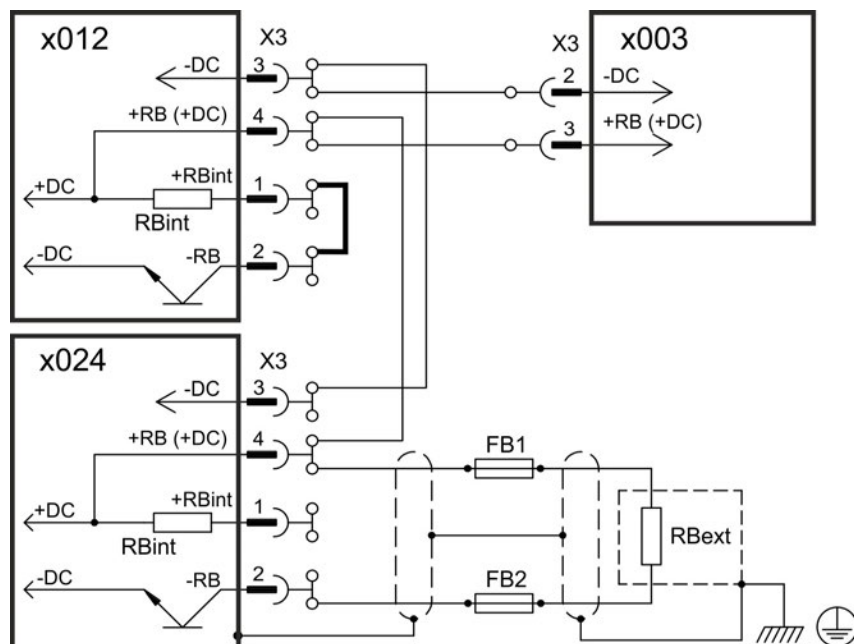 x012
X3
-DC
3
+RB (+DC)
4
+DC
+RBint
1
RBint
-DC
-RB
2
X3
x003
2
-DC
3
+RB (+DC)
x024
X3
-DC
3
+RB (+DC)
4
+DC
+RBint
1
RBint
-DC
-RB
2
FB1
RBext
FB2